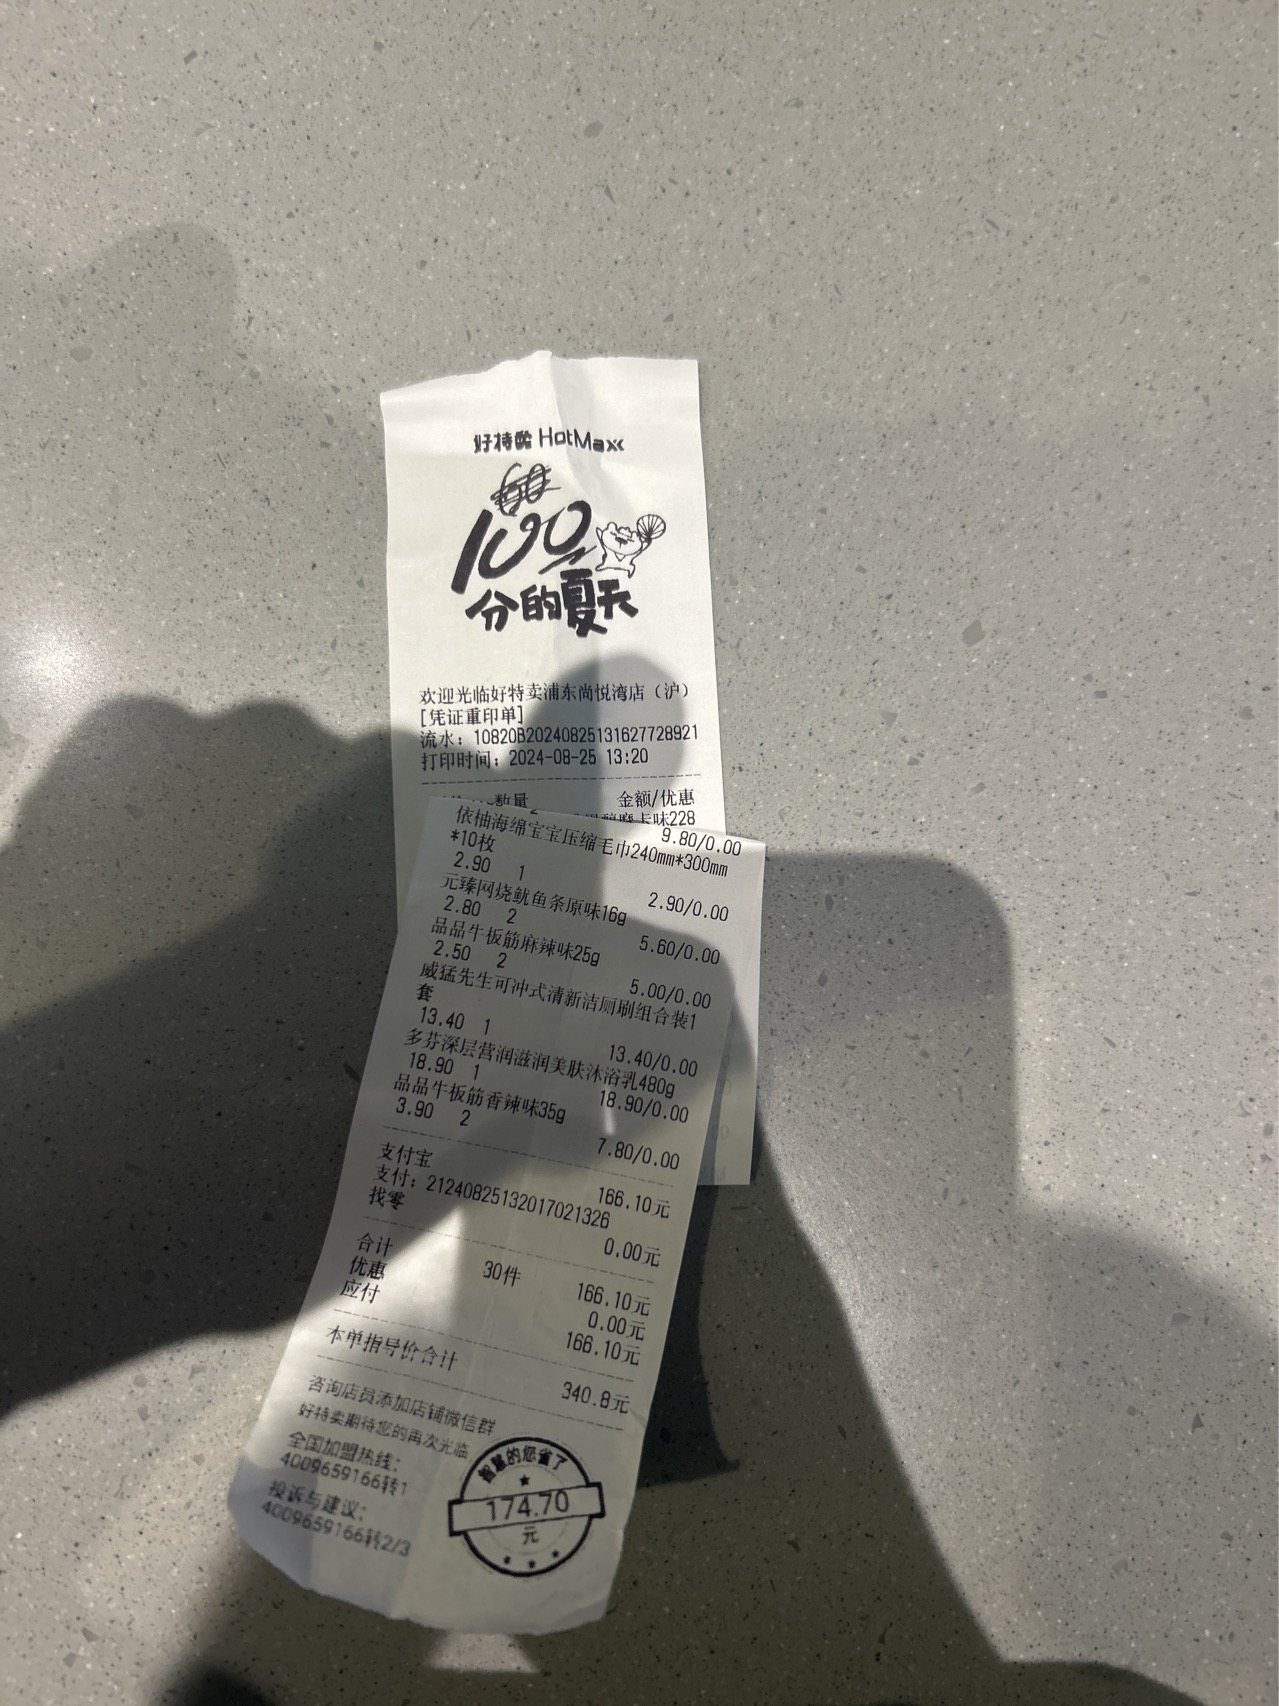 好特卖 HotMaxx
60
100
分的夏天
欢迎光临好特卖浦东尚悦湾店（沪）
[凭证重印单]
流水：10820B20240825131627728921
打印时间：2024-08-25 13:20
数量 金额/优惠
味228
9.80/0.00
依柚海绵宝宝压缩毛巾240mm*300mm
*10枚
2.90 1 2.90/0.00
元臻网烧鱿鱼条原味16g
2.80 2 5.60/0.00
品品牛板筋麻辣味25g
2.50 2 5.00/0.00
威猛先生可冲式清新洁厕刷组合装1
套
13.40 1 13.40/0.00
多芬深层营润滋润美肤沐浴乳480g
18.90 1 18.90/0.00
品品牛板筋香辣味35g
3.90 2 7.80/0.00
支付宝 166.10元
支付：21240825132017021326
找零 0.00元
合计 30件 166.10元
优惠 0.00元
应付 166.10元
本单指导价合计 340.8元
咨询店员添加店铺微信群
好特卖期待您的再次光临
全国加盟热线：
4009659166转1
投诉与建议：
4009659166转2/3
智慧的您省了
174.70
元